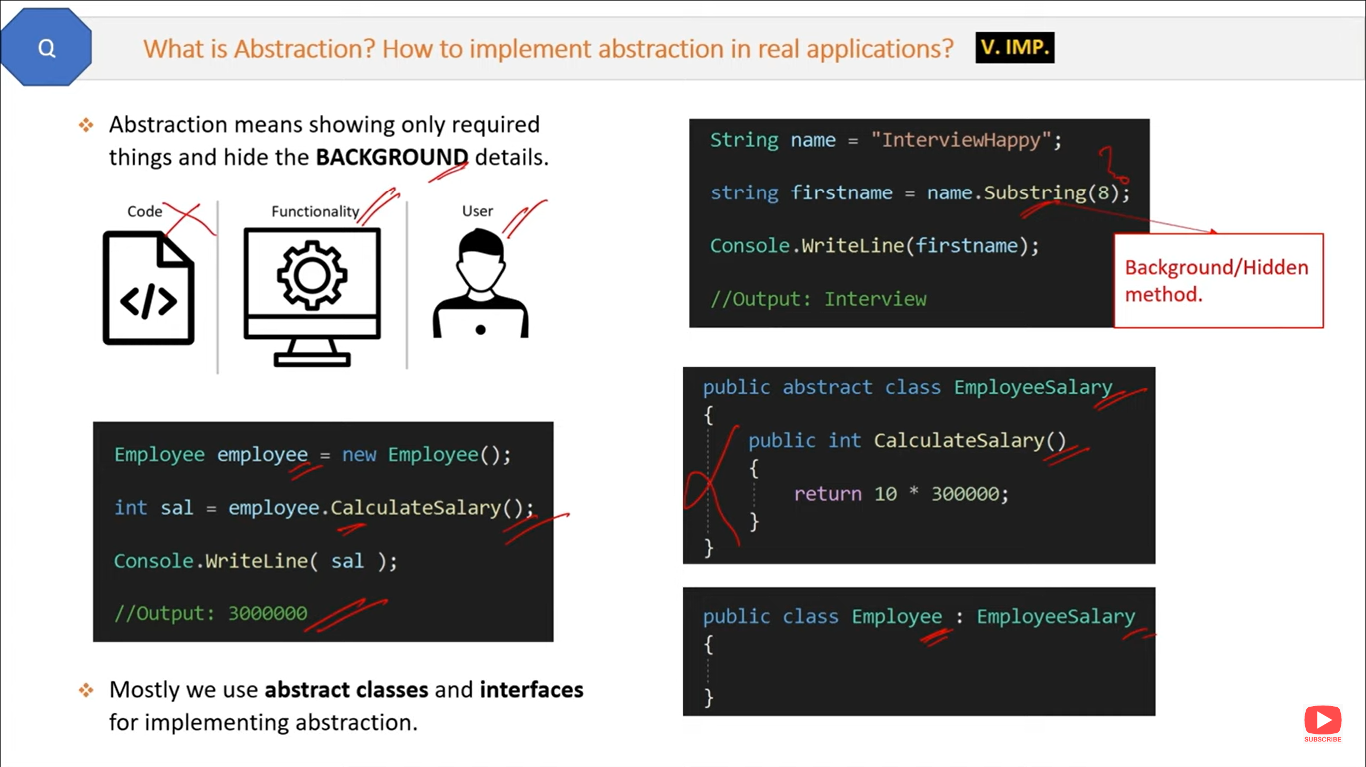 Q
What is Abstraction? How to implement abstraction in real applications?
V. IMP.
Abstraction means showing only required
things and hide the BACKGROUND details.
Code
Functionality
User
</>
Employee employee = new Employee();
int sal = employee.CalculateSalary();
Console.WriteLine( sal );
//Output: 3000000
Mostly we use abstract classes and interfaces
for implementing abstraction.
String name = "InterviewHappy";
string firstname = name.Substring(8);
Console.WriteLine(firstname);
//Output: Interview
Background/Hidden
method.
public abstract class EmployeeSalary
{
public int CalculateSalary()
{
return 10 * 300000;
}
}
public class Employee : EmployeeSalary
{
}
SUBSCRIBE